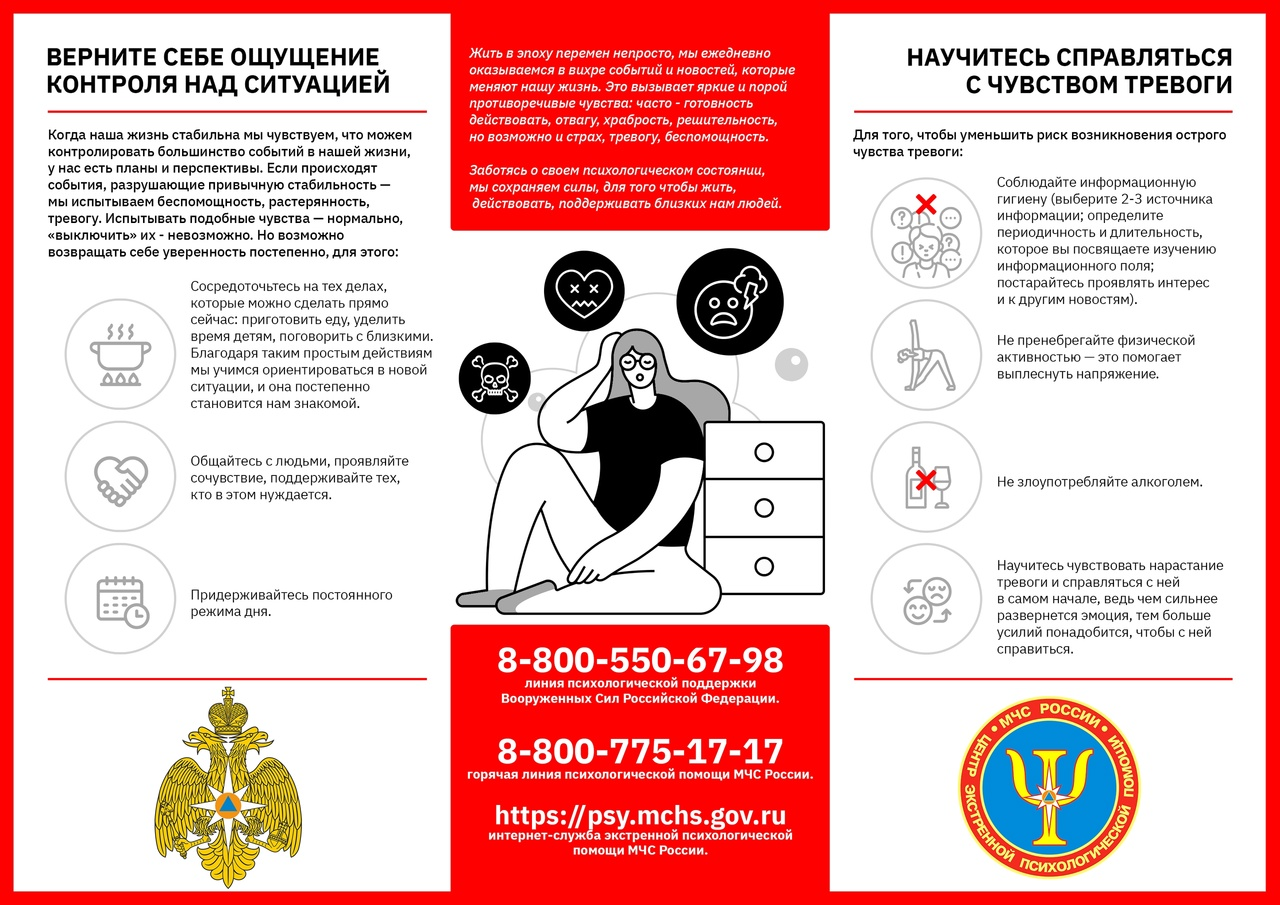 ВЕРНИТЕ СЕБЕ ОЩУЩЕНИЕ
КОНТРОЛЯ НАД СИТУАЦИЕЙ
Когда наша жизнь стабильна мы чувствуем, что можем
контролировать большинство событий в нашей жизни,
у нас есть планы и перспективы. Если происходят
события, разрушающие привычную стабильность —
мы испытываем беспомощность, растерянность,
тревогу. Испытывать подобные чувства — нормально,
«выключить» их - невозможно. Но возможно
возвращать себе уверенность постепенно, для этого:
Сосредоточьтесь на тех делах,
которые можно сделать прямо
сейчас: приготовить еду, уделить
время детям, поговорить с близкими.
Благодаря таким простым действиям
мы учимся ориентироваться в новой
ситуации, и она постепенно
становится нам знакомой.
Общайтесь с людьми, проявляйте
сочувствие, поддерживайте тех,
кто в этом нуждается.
Придерживайтесь постоянного
режима дня.
Жить в эпоху перемен непросто, мы ежедневно
оказываемся в вихре событий и новостей, которые
меняют нашу жизнь. Это вызывает яркие и порой
противоречивые чувства: часто - готовность
действовать, отвагу, храбрость, решительность,
но возможно и страх, тревогу, беспомощность.
Заботясь о своем психологическом состоянии,
мы сохраняем силы, для того чтобы жить,
действовать, поддерживать близких нам людей.
8-800-550-67-98
линия психологической поддержки
Вооруженных Сил Российской Федерации.
8-800-775-17-17
горячая линия психологической помощи МЧС России.
https://psy.mchs.gov.ru
интернет-служба экстренной психологической
помощи МЧС России.
НАУЧИТЕСЬ СПРАВЛЯТЬСЯ
С ЧУВСТВОМ ТРЕВОГИ
Для того, чтобы уменьшить риск возникновения острого
чувства тревоги:
Соблюдайте информационную
гигиену (выберите 2-3 источника
информации; определите
периодичность и длительность,
которое вы посвящаете изучению
информационного поля;
постарайтесь проявлять интерес
и к другим новостям).
Не пренебрегайте физической
активностью — это помогает
выплеснуть напряжение.
Не злоупотребляйте алкоголем.
Научитесь чувствовать нарастание
тревоги и справляться с ней
в самом начале, ведь чем сильнее
развернется эмоция, тем больше
усилий понадобится, чтобы с ней
справиться.
• МЧС РОССИИ •
ЦЕНТР ЭКСТРЕННОЙ ПСИХОЛОГИЧЕСКОЙ ПОМОЩИ